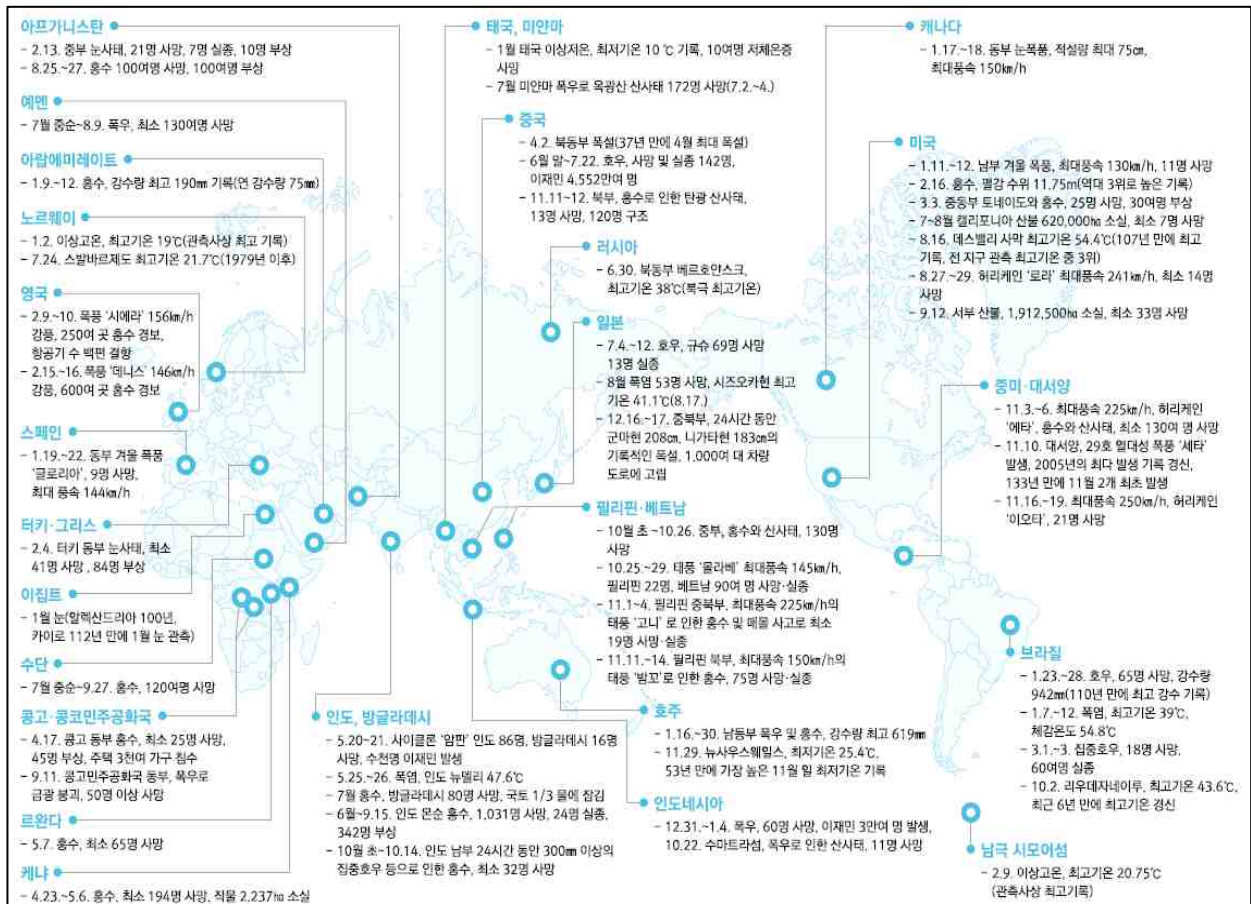 아프가니스탄
- 2.13. 중부 눈사태, 21명 사망, 7명 실종, 10명 부상
- 8.25.~27. 홍수 100여명 사망, 100여명 부상
예멘
- 7월 중순~8.9. 폭우, 최소 130여명 사망
아랍에미레이트
- 1.9.~12. 홍수, 강수량 최고 190㎜ 기록(연 강수량 75㎜)
노르웨이
- 1.2. 이상고온, 최고기온 19℃(관측사상 최고 기록)
- 7.24. 스발바르제도 최고기온 21.7℃(1979년 이후)
영국
- 2.9.~10. 폭풍 '시에라' 156㎞/h
강풍, 250여 곳 홍수 경보,
항공기 수 백편 결항
- 2.15.~16. 폭풍 '데니스' 146㎞/h
강풍, 600여 곳 홍수 경보
스페인
- 1.19.~22. 동부 겨울 폭풍
'글로리아', 9명 사망,
최대 풍속 144㎞/h
터키·그리스
- 2.4. 터키 동부 눈사태, 최소
41명 사망 , 84명 부상
이집트
- 1월 눈(알렉산드리아 100년,
카이로 112년 만에 1월 눈 관측)
수단
- 7월 중순~9.27. 홍수, 120여명 사망
콩고·콩코민주공화국
- 4.17. 콩고 동부 홍수, 최소 25명 사망,
45명 부상, 주택 3천여 가구 침수
- 9.11. 콩고민주공화국 동부, 폭우로
금광 붕괴, 50명 이상 사망
르완다
- 5.7. 홍수, 최소 65명 사망
케냐
- 4.23.~5.6. 홍수, 최소 194명 사망, 작물 2,237㏊ 소실
태국, 미얀마
- 1월 태국 이상저온, 최저기온 10 ℃ 기록, 10여명 저체온증
사망
- 7월 미얀마 폭우로 옥광산 산사태 172명 사망(7.2.~4.)
중국
- 4.2. 북동부 폭설(37년 만에 4월 최대 폭설)
- 6월 말~7.22. 호우, 사망 및 실종 142명,
이재민 4,552만여 명
- 11.11~12. 북부, 홍수로 인한 탄광 산사태,
13명 사망, 120명 구조
러시아
- 6.30. 북동부 베르호얀스크,
최고기온 38℃(북극 최고기온)
일본
- 7.4.~12. 호우, 규슈 69명 사망
13명 실종
- 8월 폭염 53명 사망, 시즈오카현 최고
기온 41.1℃(8.17.)
- 12.16.~17. 중북부, 24시간 동안
군마현 208㎝, 니가타현 183㎝의
기록적인 폭설, 1,000여 대 차량
도로에 고립
필리핀·베트남
- 10월 초 ~10.26. 중부, 홍수와 산사태, 130명
사망
- 10.25.~29. 태풍 '몰라베' 최대풍속 145㎞/h,
필리핀 22명, 베트남 90여 명 사망·실종
- 11.1~4. 필리핀 중북부, 최대풍속 225㎞/h의
태풍 '고니' 로 인한 홍수 및 매몰 사고로 최소
19명 사망·실종
- 11.11.~14. 필리핀 북부, 최대풍속 150㎞/h의
태풍 '밤꼬'로 인한 홍수, 75명 사망·실종
인도, 방글라데시
- 5.20~21. 사이클론 '암판' 인도 86명, 방글라데시 16명
사망, 수천명 이재민 발생
- 5.25.~26. 폭염, 인도 뉴델리 47.6℃
- 7월 홍수, 방글라데시 80명 사망, 국토 1/3 물에 잠김
- 6월~9.15. 인도 몬순 홍수, 1,031명 사망, 24명 실종,
342명 부상
- 10월 초~10.14. 인도 남부 24시간 동안 300㎜ 이상의
집중호우 등으로 인한 홍수, 최소 32명 사망
호주
- 1.16.~30. 남동부 폭우 및 홍수, 강수량 최고 619㎜
- 11.29. 뉴사우스웨일스, 최저기온 25.4℃,
53년 만에 가장 높은 11월 일 최저기온 기록
인도네시아
- 12.31.~1.4. 폭우, 60명 사망, 이재민 3만여 명 발생,
- 10.22. 수마트라섬, 폭우로 인한 산사태, 11명 사망
캐나다
- 1.17.~18. 동부 눈폭풍, 적설량 최대 75㎝,
최대풍속 150㎞/h
미국
- 1.11.~12. 남부 겨울 폭풍, 최대풍속 130㎞/h, 11명 사망
- 2.16. 홍수, 펄강 수위 11.75m(역대 3위로 높은 기록)
- 3.3. 중동부 토네이도와 홍수, 25명 사망, 30여명 부상
- 7~8월 캘리포니아 산불 620,000㏊ 소실, 최소 7명 사망
- 8.16. 데스밸리 사막 최고기온 54.4℃(107년 만에 최고
기록, 전 지구 관측 최고기온 중 3위)
- 8.27.~29. 허리케인 '로라' 최대풍속 241㎞/h, 최소 14명
사망
- 9.12. 서부 산불, 1,912,500㏊ 소실, 최소 33명 사망
중미·대서양
- 11.3.~6. 최대풍속 225㎞/h, 허리케인
'에타', 홍수와 산사태, 최소 130여 명 사망
- 11.10. 대서양, 29호 열대성 폭풍 '세타'
발생, 2005년의 최다 발생 기록 경신,
133년 만에 11월 2개 최초 발생
- 11.16.~19. 최대풍속 250㎞/h, 허리케인
'이오타', 21명 사망
브라질
- 1.23.~28. 호우, 65명 사망, 강수량
942㎜(110년 만에 최고 강수 기록)
- 1.7.~12. 폭염, 최고기온 39℃,
체감온도 54.8℃
- 3.1.~3. 집중호우, 18명 사망,
60여명 실종
- 10.2. 리우데자네이루, 최고기온 43.6℃,
최근 6년 만에 최고기온 경신
남극 시모어섬
- 2.9. 이상고온, 최고기온 20.75℃
(관측사상 최고기록)